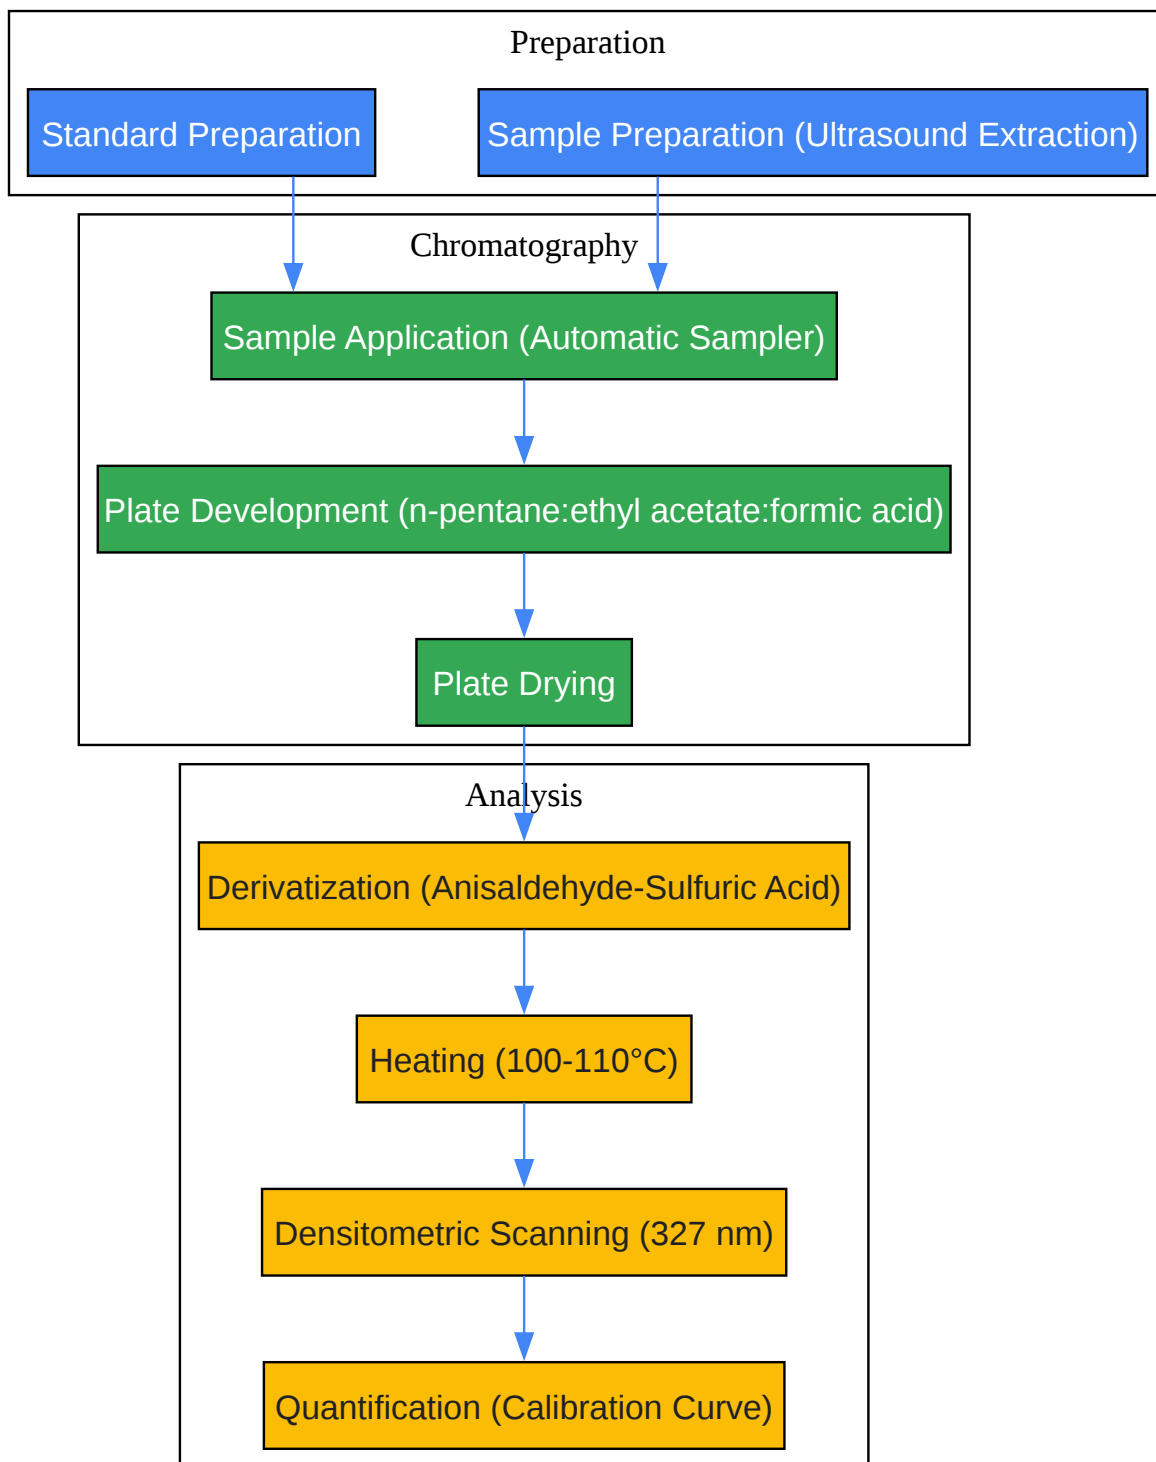 Preparation
Standard Preparation
Sample Preparation (Ultrasound Extraction)
Chromatography
Sample Application (Automatic Sampler)
Plate Development (n-pentane:ethyl acetate:formic acid)
Plate Drying
Analysis
Derivatization (Anisaldehyde-Sulfuric Acid)
Heating (100-110°C)
Densitometric Scanning (327 nm)
Quantification (Calibration Curve)